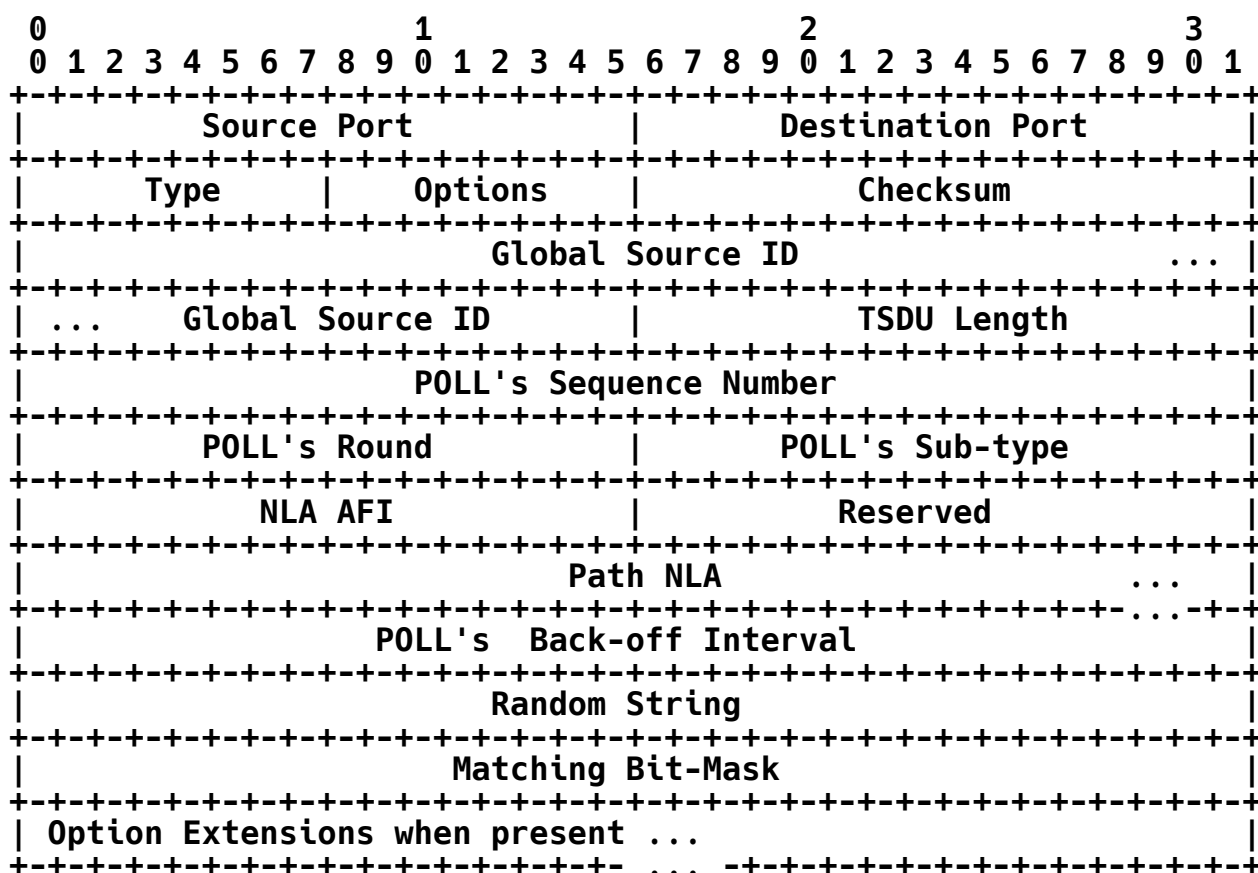 0                   1                   2                   3
 0 1 2 3 4 5 6 7 8 9 0 1 2 3 4 5 6 7 8 9 0 1 2 3 4 5 6 7 8 9 0 1
+-+-+-+-+-+-+-+-+-+-+-+-+-+-+-+-+-+-+-+-+-+-+-+-+-+-+-+-+-+-+-+-+
|         Source Port           |       Destination Port        |
+-+-+-+-+-+-+-+-+-+-+-+-+-+-+-+-+-+-+-+-+-+-+-+-+-+-+-+-+-+-+-+-+
|      Type     |    Options    |           Checksum            |
+-+-+-+-+-+-+-+-+-+-+-+-+-+-+-+-+-+-+-+-+-+-+-+-+-+-+-+-+-+-+-+-+
|                        Global Source ID                   ... |
+-+-+-+-+-+-+-+-+-+-+-+-+-+-+-+-+-+-+-+-+-+-+-+-+-+-+-+-+-+-+-+-+
| ...    Global Source ID       |           TSDU Length         |
+-+-+-+-+-+-+-+-+-+-+-+-+-+-+-+-+-+-+-+-+-+-+-+-+-+-+-+-+-+-+-+-+
|                    POLL's Sequence Number                     |
+-+-+-+-+-+-+-+-+-+-+-+-+-+-+-+-+-+-+-+-+-+-+-+-+-+-+-+-+-+-+-+-+
|         POLL's Round          |       POLL's Sub-type         |
+-+-+-+-+-+-+-+-+-+-+-+-+-+-+-+-+-+-+-+-+-+-+-+-+-+-+-+-+-+-+-+-+
|            NLA AFI            |          Reserved             |
+-+-+-+-+-+-+-+-+-+-+-+-+-+-+-+-+-+-+-+-+-+-+-+-+-+-+-+-+-+-+-+-+
|                            Path NLA                     ...   |
+-+-+-+-+-+-+-+-+-+-+-+-+-+-+-+-+-+-+-+-+-+-+-+-+-+-+-+-+-...-+-+
|                  POLL's  Back-off Interval                    |
+-+-+-+-+-+-+-+-+-+-+-+-+-+-+-+-+-+-+-+-+-+-+-+-+-+-+-+-+-+-+-+-+
|                        Random String                          |
+-+-+-+-+-+-+-+-+-+-+-+-+-+-+-+-+-+-+-+-+-+-+-+-+-+-+-+-+-+-+-+-+
|                      Matching Bit-Mask                        |
+-+-+-+-+-+-+-+-+-+-+-+-+-+-+-+-+-+-+-+-+-+-+-+-+-+-+-+-+-+-+-+-+
| Option Extensions when present ...                            |
+-+-+-+-+-+-+-+-+-+-+-+-+-+-+-+- ... -+-+-+-+-+-+-+-+-+-+-+-+-+-+